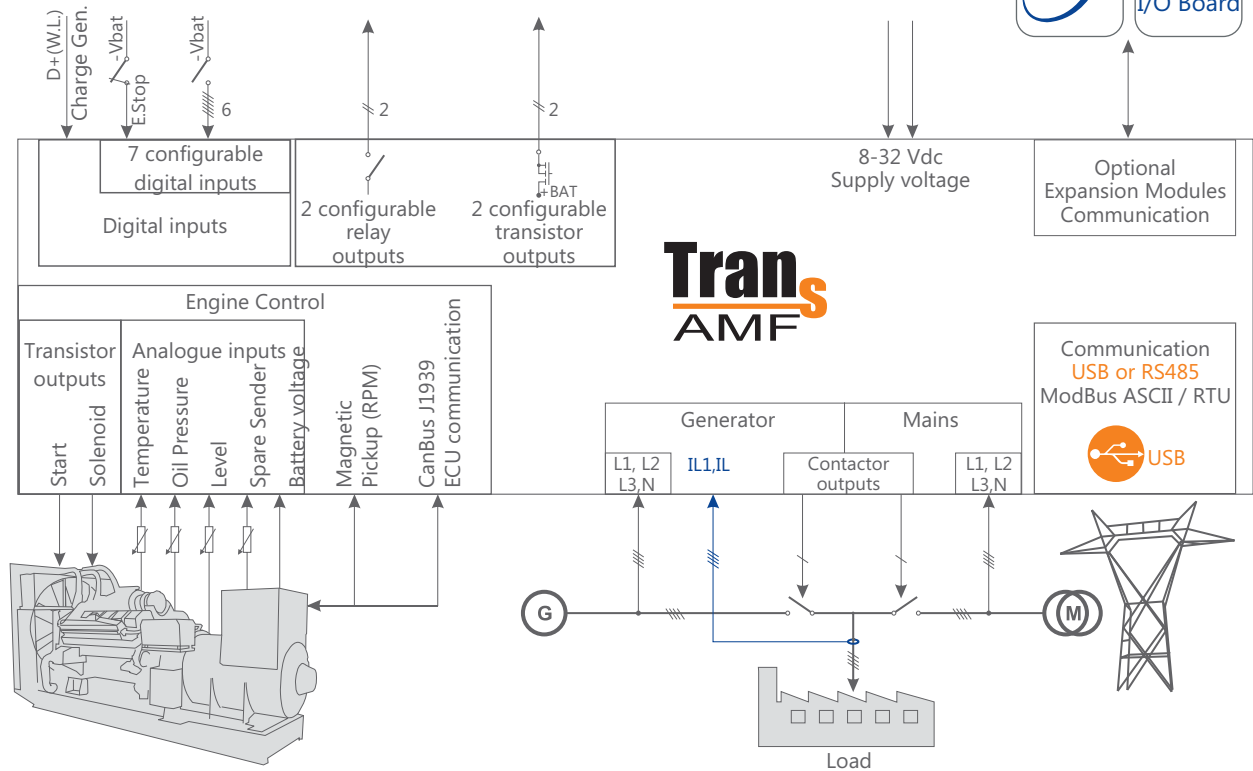 I/O Board
D+(W.L.)
Charge Gen.
-Vbat
E.Stop
-Vbat
6
2
2
7 configurable
digital inputs
Digital inputs
2 configurable
relay
outputs
+BAT
2 configurable
transistor
outputs
8-32 Vdc
Supply voltage
Optional
Expansion Modules
Communication
Trans
AMF
Engine Control
Transistor
outputs
Start
Solenoid
Analogue inputs
Temperature
Oil Pressure
Level
Spare Sender
Battery voltage
Magnetic
Pickup (RPM)
CanBus J1939
ECU communication
Generator
Mains
L1, L2
L3,N
IL1,IL
Contactor
outputs
L1, L2
L3,N
Communication
USB or RS485
ModBus ASCII / RTU
USB
G
M
Load